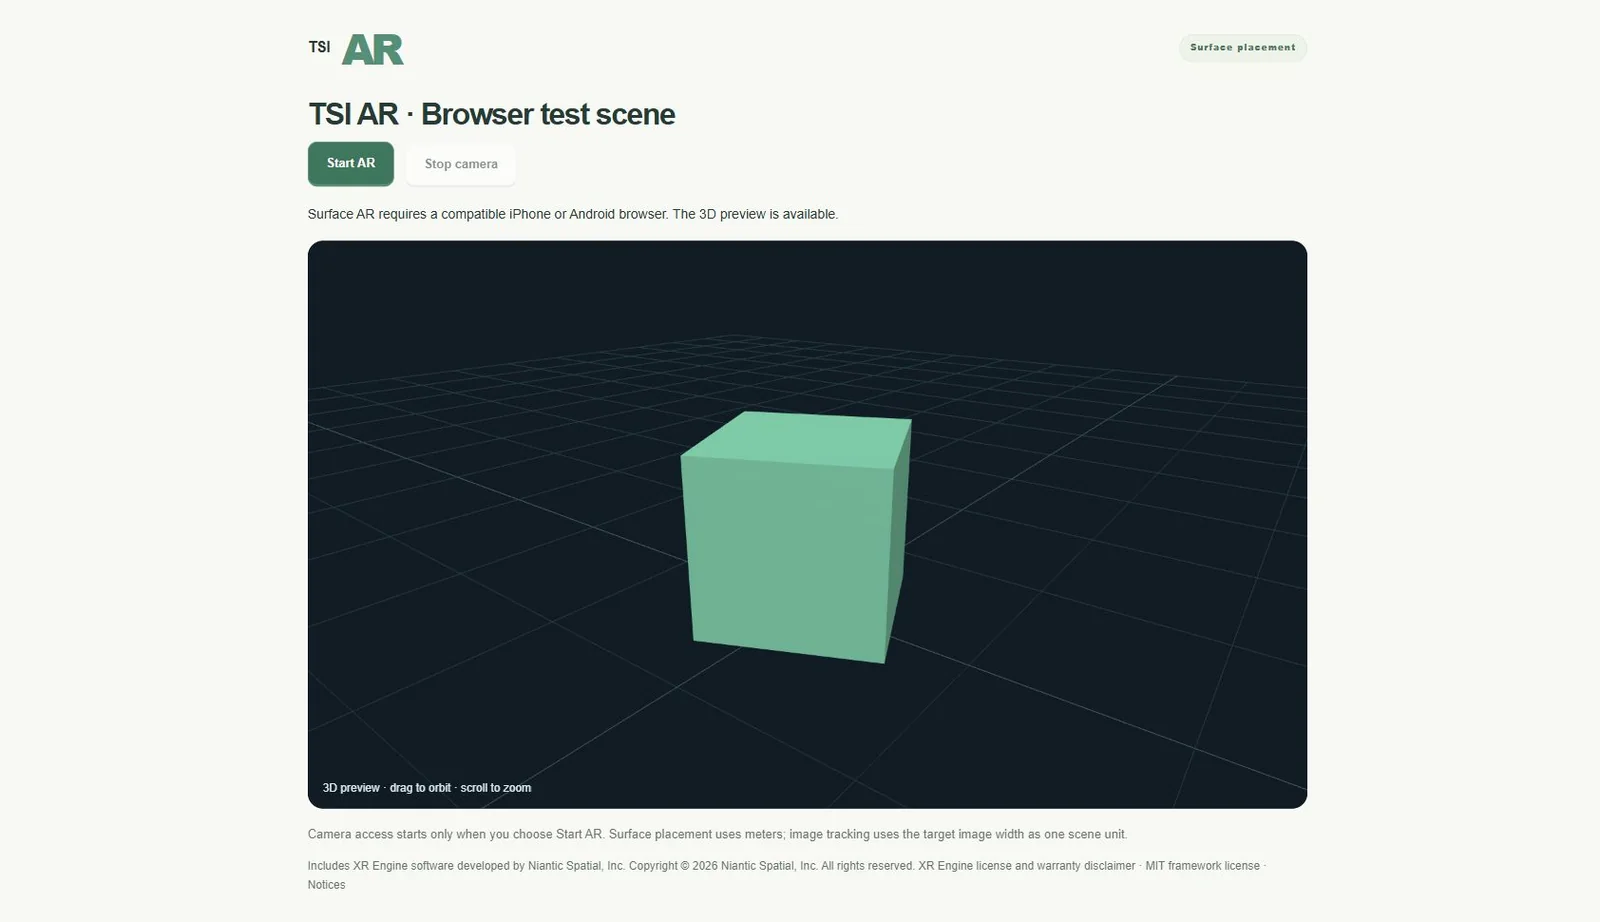 TSI AR
Surface placement
TSI AR · Browser test scene
Start AR
Stop camera
Surface AR requires a compatible iPhone or Android browser. The 3D preview is available.
3D preview · drag to orbit · scroll to zoom
Camera access starts only when you choose Start AR. Surface placement uses meters; image tracking uses the target image width as one scene unit.
Includes XR Engine software developed by Niantic Spatial, Inc. Copyright © 2026 Niantic Spatial, Inc. All rights reserved. XR Engine license and warranty disclaimer · MIT framework license ·
Notices